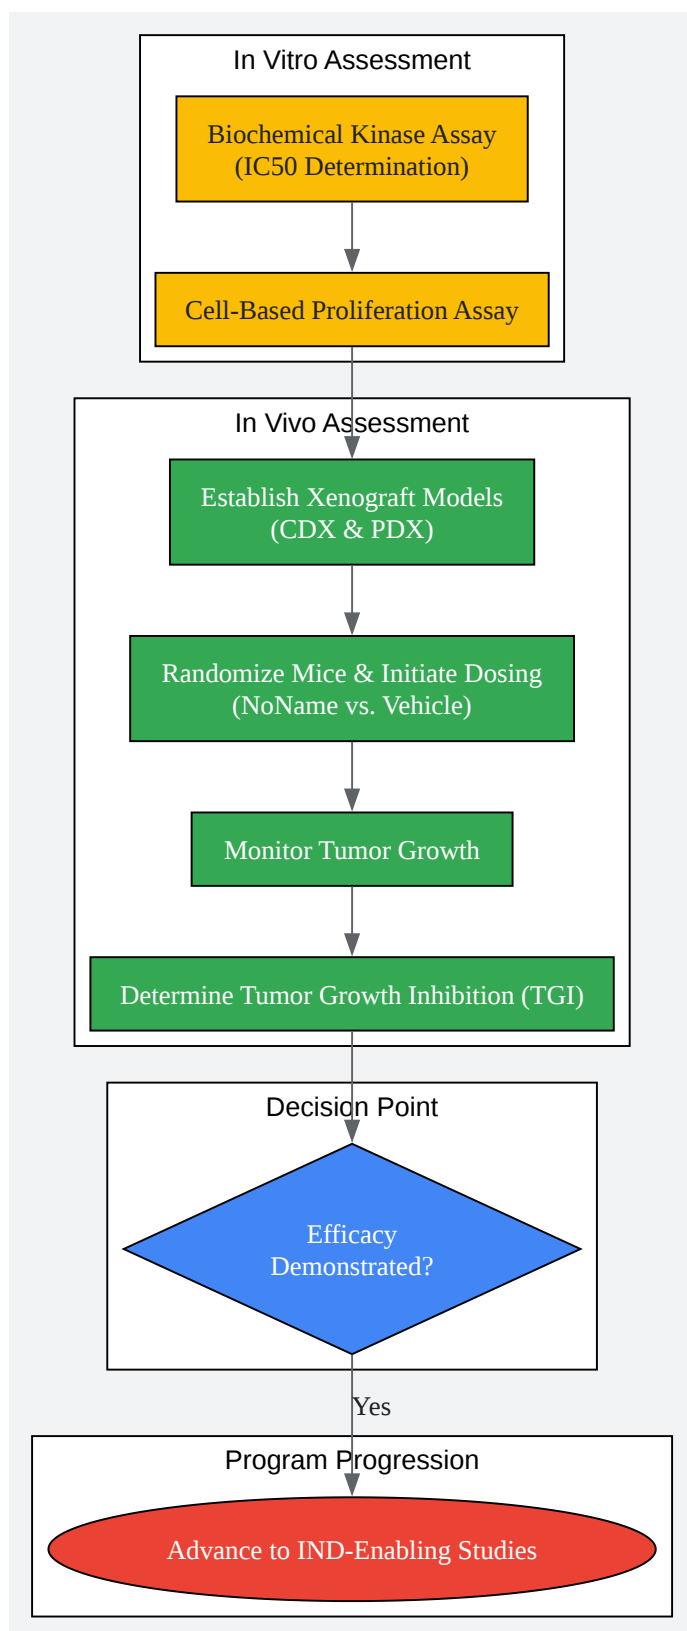 In Vitro Assessment
Biochemical Kinase Assay
(IC50 Determination)
Cell-Based Proliferation Assay
In Vivo Assessment
Establish Xenograft Models
(CDX & PDX)
Randomize Mice & Initiate Dosing
(NoName vs. Vehicle)
Monitor Tumor Growth
Determine Tumor Growth Inhibition (TGI)
Decision Point
Efficacy
Demonstrated?
Yes
Program Progression
Advance to IND-Enabling Studies